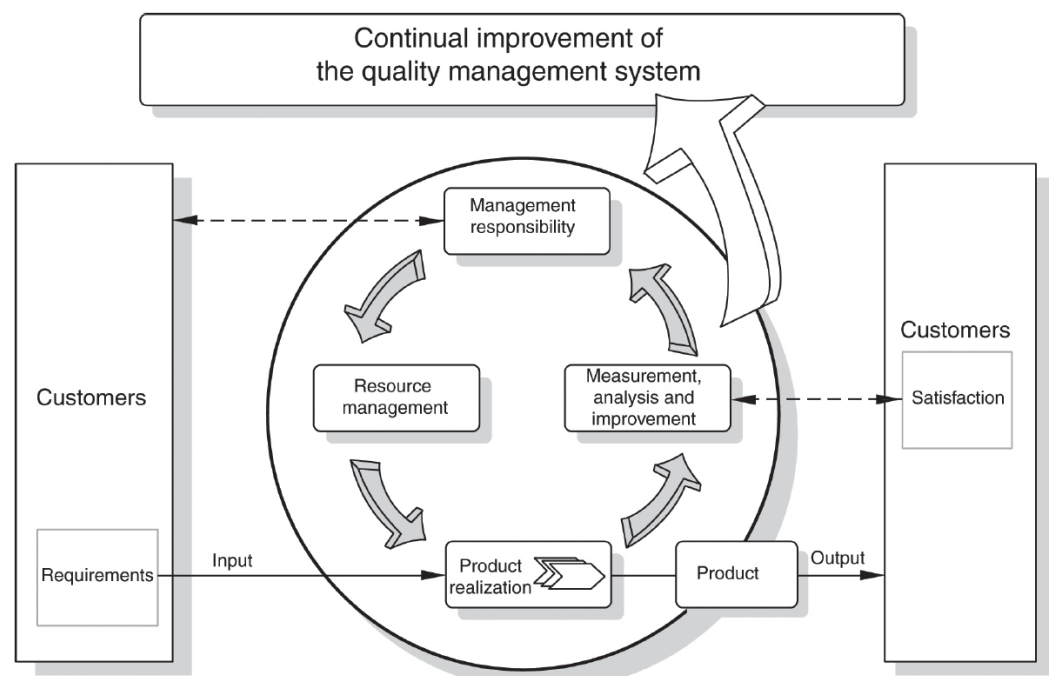 Continual improvement of
the quality management system
Management
responsibility
Customers
Customers
Resource
management
Measurement,
analysis and
improvement
Satisfaction
Requirements
Input
Product
realization
Product
Output